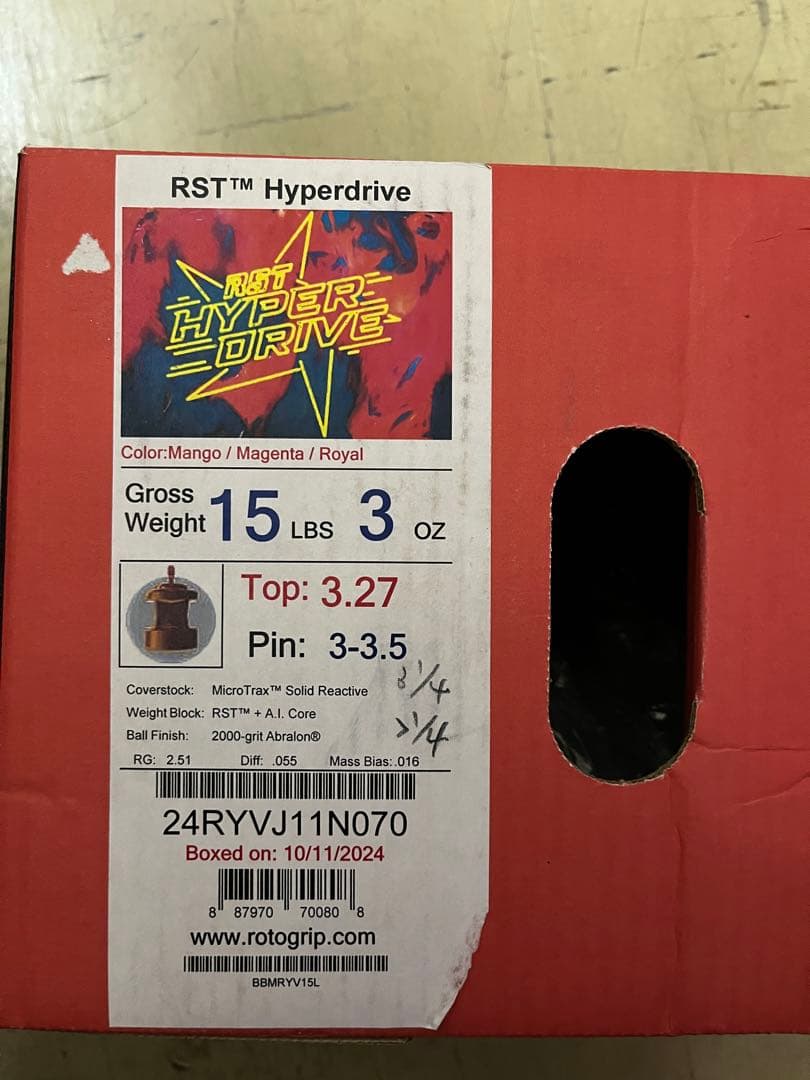 RST™ Hyperdrive
RST
HYPER
DRIVE
Color:Mango / Magenta / Royal
Gross Weight 15 LBS 3 OZ
Top: 3.27
Pin: 3-3.5
3 1/4
Coverstock: MicroTrax™ Solid Reactive
Weight Block: RST™ + A.I. Core
Ball Finish: 2000-grit Abralon®
RG: 2.51 Diff: .055 Mass Bias: .016
24RYVJ11N070
Boxed on: 10/11/2024
8 87970 70080 8
www.rotogrip.com
BBMRYV15L